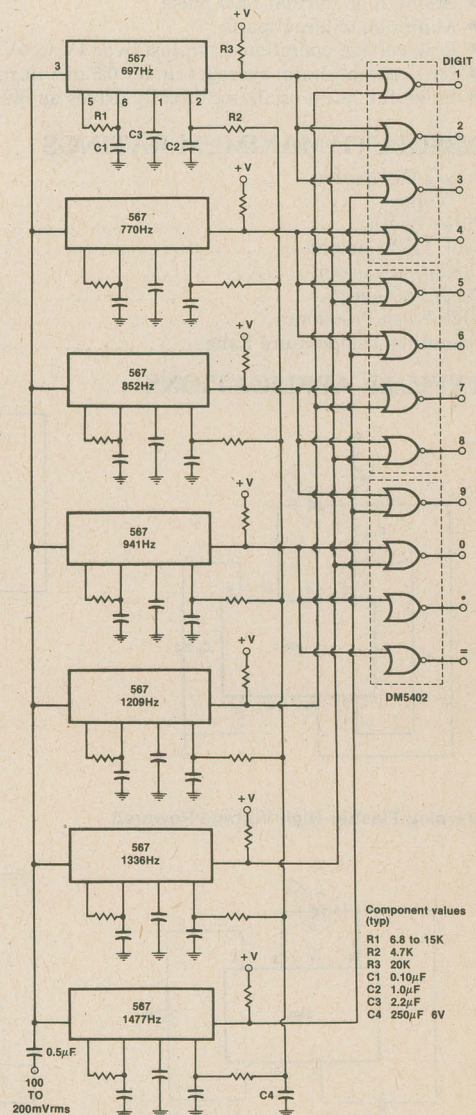 +V
R3
3
567
697Hz
5 6 1 2
R1
C1
C3
C2
R2
DIGIT
1
2
3
4
5
6
7
8
9
0
*
=
DM5402
+V
567
770Hz
+V
567
852Hz
+V
567
941Hz
+V
567
1209Hz
+V
567
1336Hz
+V
567
1477Hz
0.5μF
100
TO
200mVrms
C4
Component values
(typ)
R1 6.8 to 15K
R2 4.7K
R3 20K
C1 0.10μF
C2 1.0μF
C3 2.2μF
C4 250μF 6V